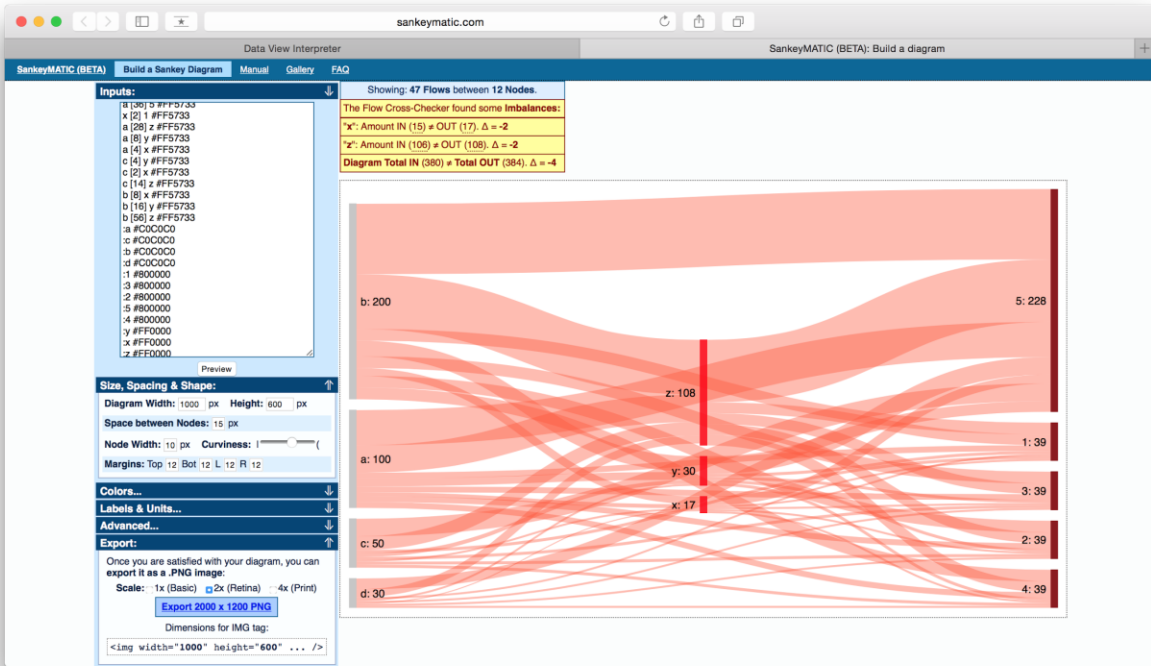 sankeymatic.com
Data View Interpreter
SankeyMATIC (BETA): Build a diagram
SankeyMATIC (BETA) Build a Sankey Diagram Manual Gallery FAQ
Inputs:
a [36] 5 #FF5733
x [2] 1 #FF5733
a [28] z #FF5733
a [8] y #FF5733
a [4] x #FF5733
c [4] y #FF5733
c [2] x #FF5733
c [14] z #FF5733
b [8] x #FF5733
b [16] y #FF5733
b [56] z #FF5733
:a #C0C0C0
:c #C0C0C0
:b #C0C0C0
:d #C0C0C0
:1 #800000
:3 #800000
:2 #800000
:5 #800000
:4 #800000
:y #FF0000
:x #FF0000
:z #FF0000
Preview
Size, Spacing & Shape:
Diagram Width: 1000 px Height: 600 px
Space between Nodes: 15 px
Node Width: 10 px Curviness: |(
Margins: Top 12 Bot 12 L 12 R 12
Colors...
Labels & Units...
Advanced...
Export:
Once you are satisfied with your diagram, you can
export it as a .PNG image:
Scale: 1x (Basic) 2x (Retina) 4x (Print)
Export 2000 x 1200 PNG
Dimensions for IMG tag:
<img width="1000" height="600" ... />
Showing: 47 Flows between 12 Nodes.
The Flow Cross-Checker found some Imbalances:
"x": Amount IN (15) ≠ OUT (17). Δ = -2
"z": Amount IN (106) ≠ OUT (108). Δ = -2
Diagram Total IN (380) ≠ Total OUT (384). Δ = -4
b: 200
a: 100
c: 50
d: 30
z: 108
y: 30
x: 17
5: 228
1: 39
3: 39
2: 39
4: 39